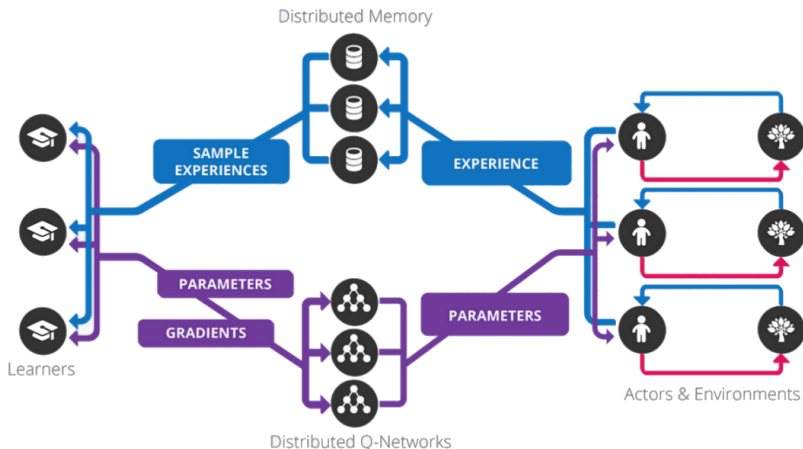 Distributed Memory
SAMPLE
EXPERIENCES
EXPERIENCE
PARAMETERS
GRADIENTS
PARAMETERS
Learners
Actors & Environments
Distributed Q-Networks